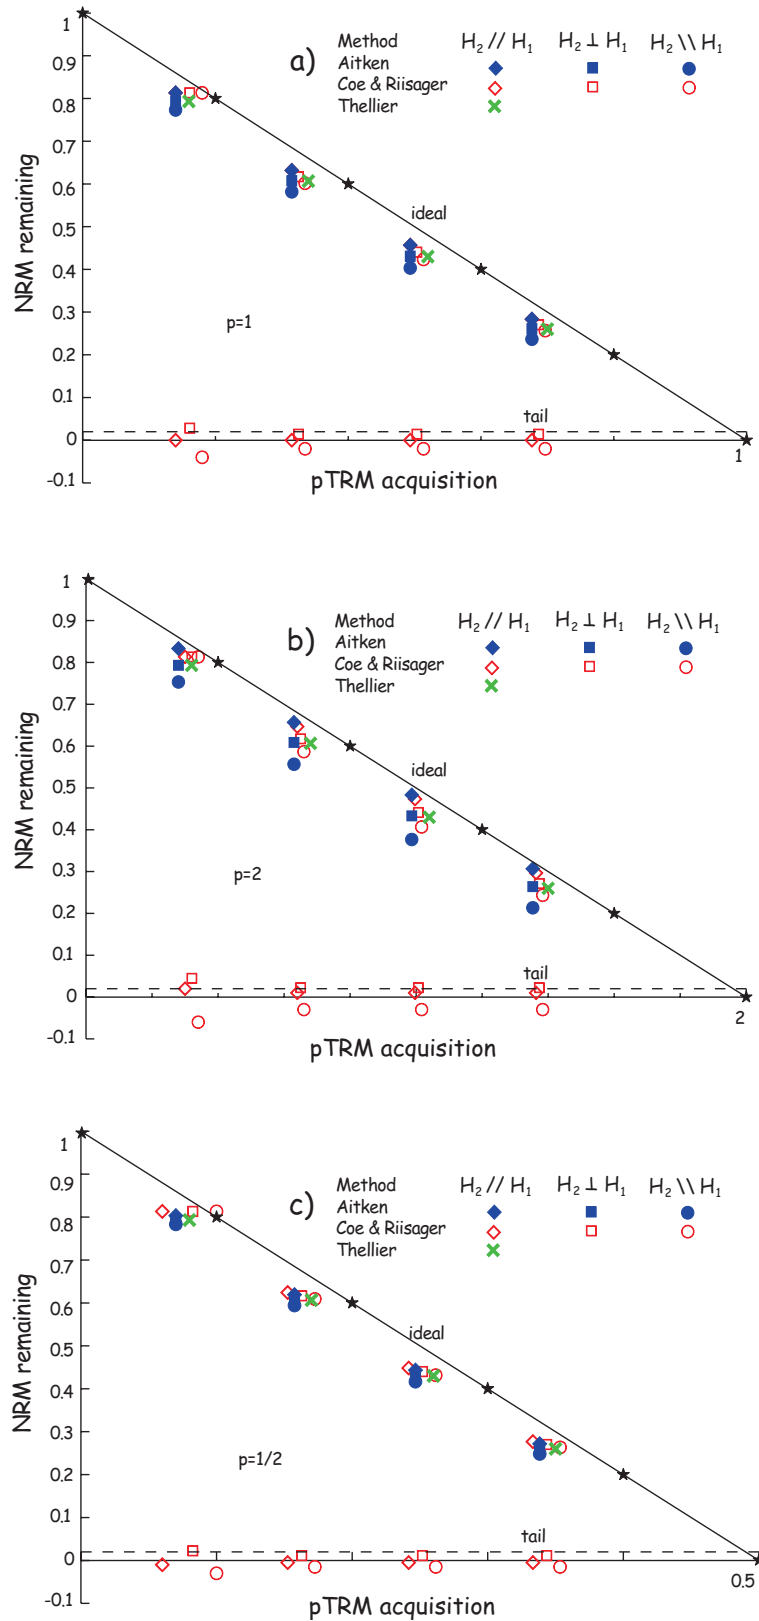 a)
Method H₂ // H₁ H₂ ⊥ H₁ H₂ \\ H₁
Aitken
Coe & Riisager
Thellier
NRM remaining
1
0.9
0.8
0.7
0.6
0.5
0.4
0.3
0.2
0.1
0
-0.1
ideal
p=1
tail
1
pTRM acquisition
b)
Method H₂ // H₁ H₂ ⊥ H₁ H₂ \\ H₁
Aitken
Coe & Riisager
Thellier
NRM remaining
1
0.9
0.8
0.7
0.6
0.5
0.4
0.3
0.2
0.1
0
-0.1
ideal
p=2
tail
2
pTRM acquisition
c)
Method H₂ // H₁ H₂ ⊥ H₁ H₂ \\ H₁
Aitken
Coe & Riisager
Thellier
NRM remaining
1
0.9
0.8
0.7
0.6
0.5
0.4
0.3
0.2
0.1
0
-0.1
ideal
p=1/2
tail
0.5
pTRM acquisition